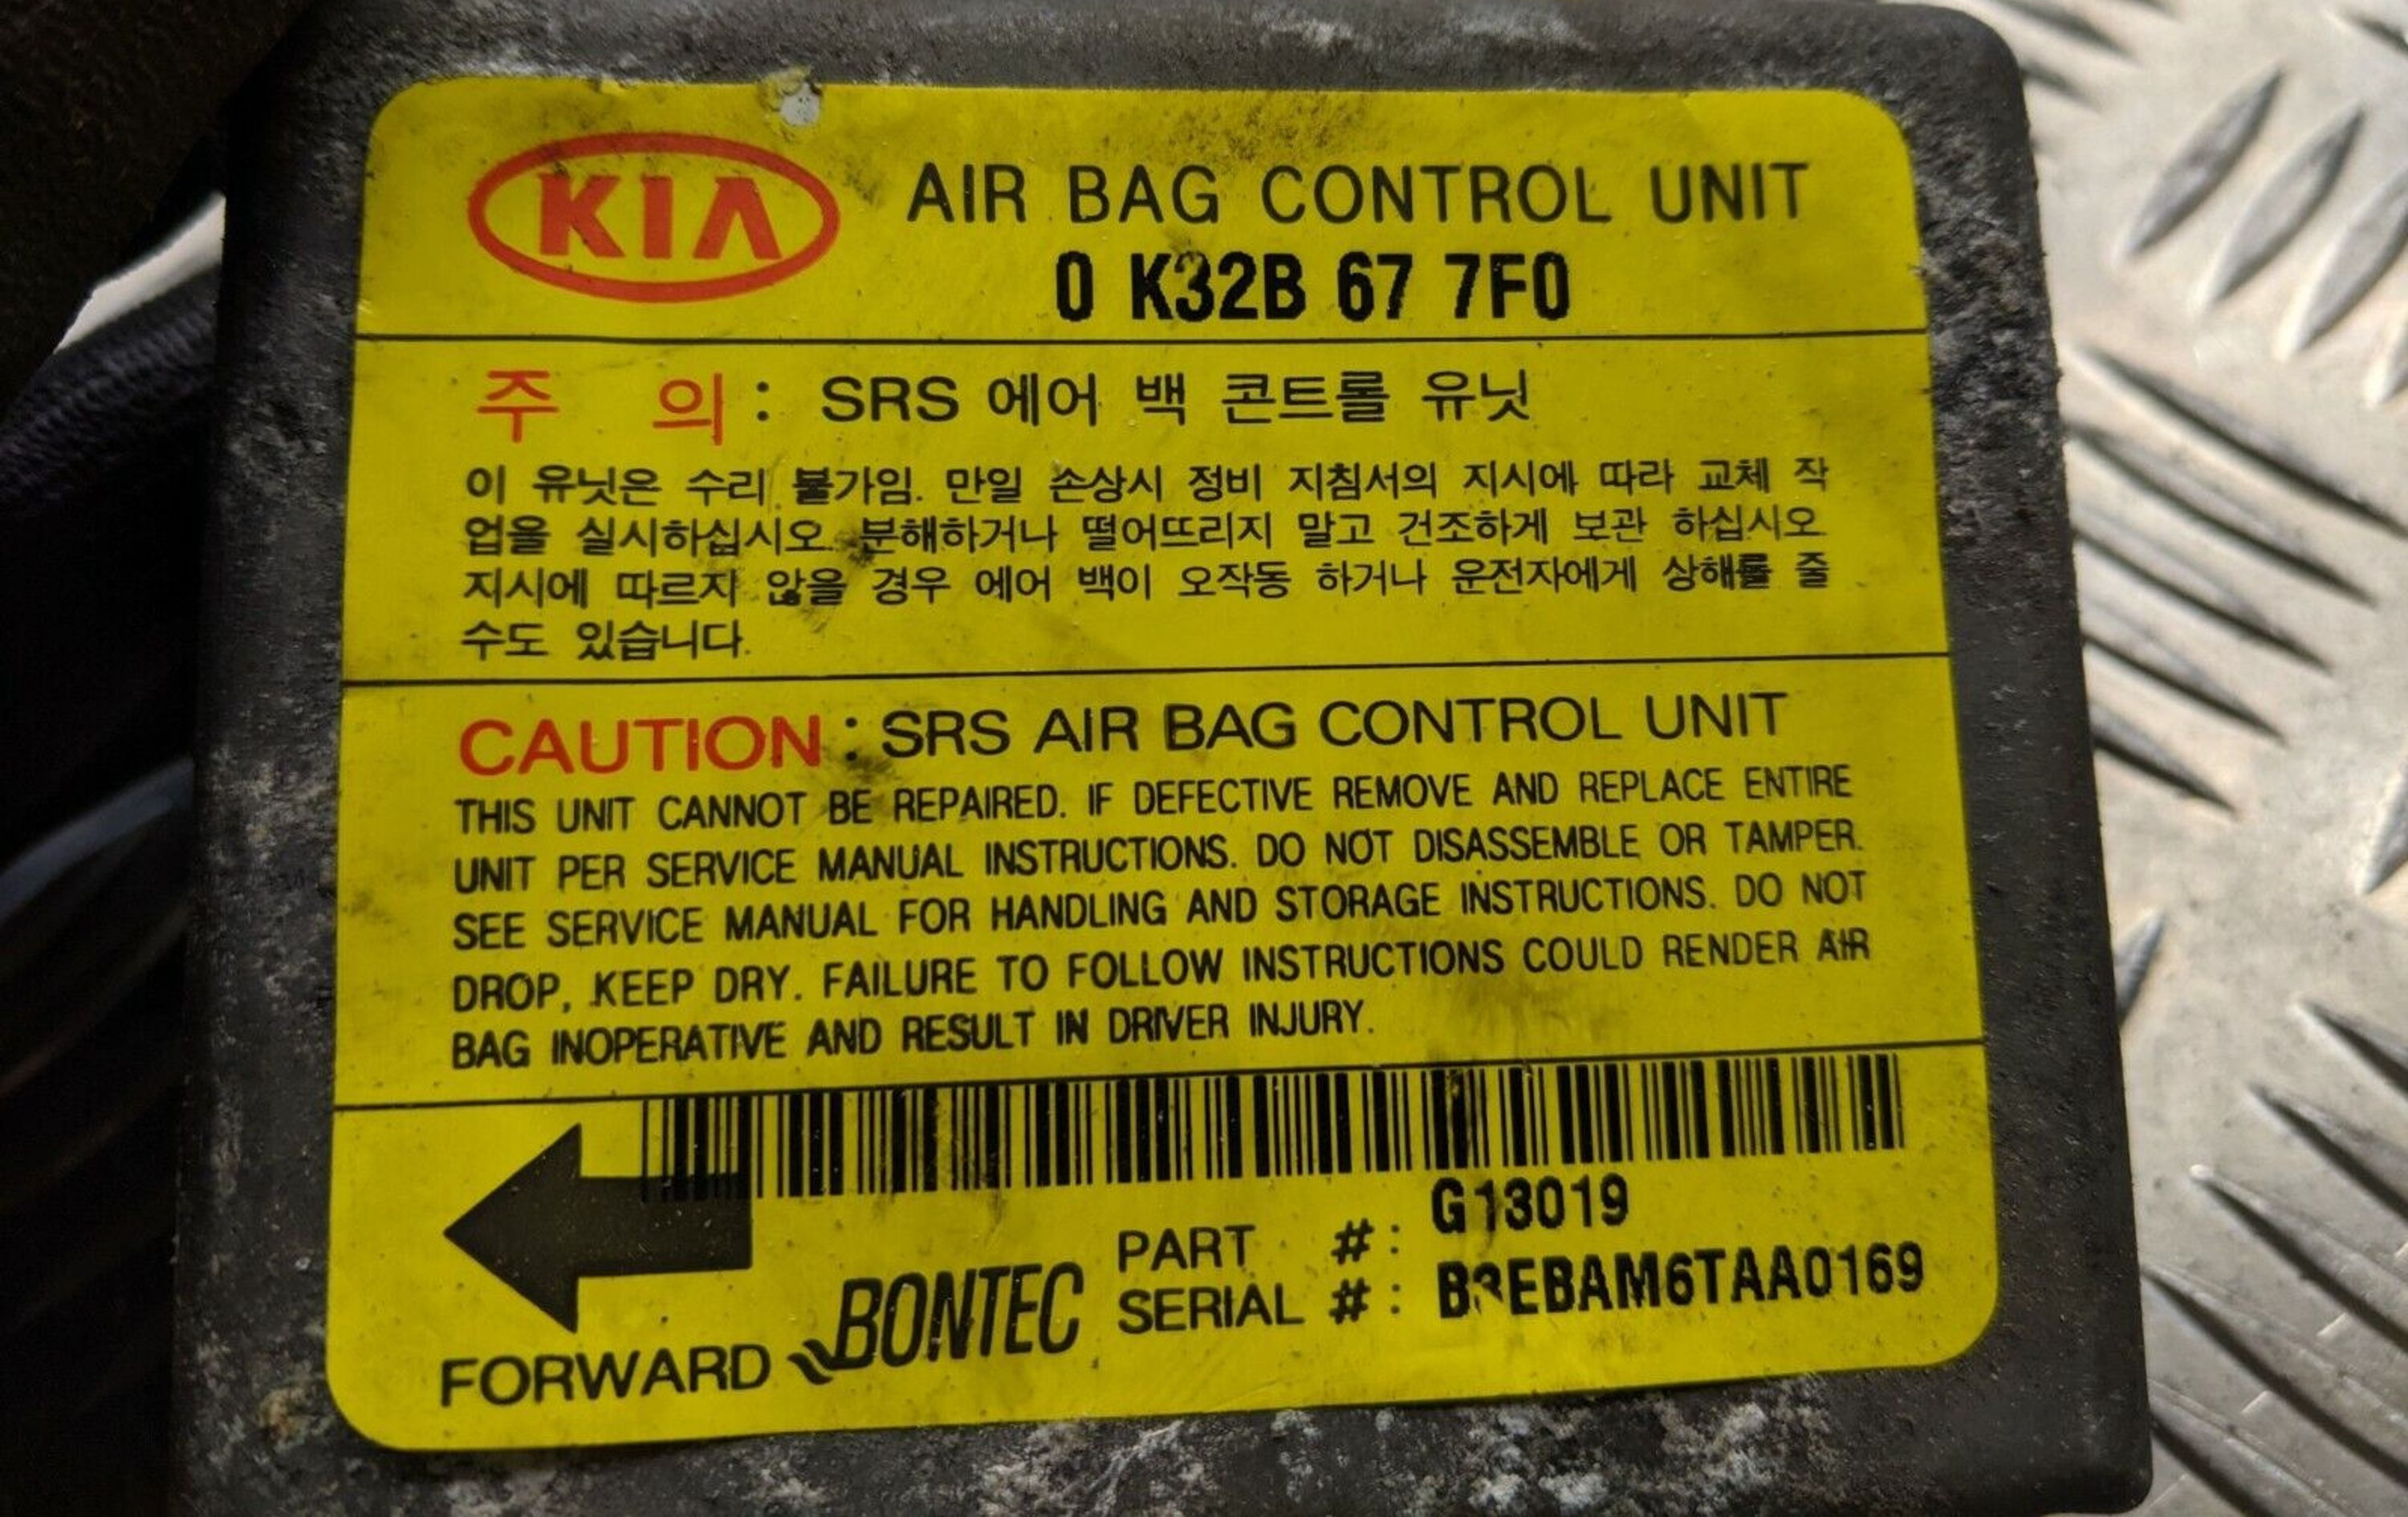 KIA
AIR BAG CONTROL UNIT
0 K32B 67 7F0
주 의: SRS 에어 백 콘트롤 유닛
이 유닛은 수리 불가임. 만일 손상시 정비 지침서의 지시에 따라 교체 작
업을 실시하십시오. 분해하거나 떨어뜨리지 말고 건조하게 보관 하십시오
지시에 따르지 않을 경우 에어 백이 오작동 하거나 운전자에게 상해를 줄
수도 있습니다.
CAUTION: SRS AIR BAG CONTROL UNIT
THIS UNIT CANNOT BE REPAIRED. IF DEFECTIVE REMOVE AND REPLACE ENTIRE
UNIT PER SERVICE MANUAL INSTRUCTIONS. DO NOT DISASSEMBLE OR TAMPER.
SEE SERVICE MANUAL FOR HANDLING AND STORAGE INSTRUCTIONS. DO NOT
DROP, KEEP DRY. FAILURE TO FOLLOW INSTRUCTIONS COULD RENDER AIR
BAG INOPERATIVE AND RESULT IN DRIVER INJURY.
FORWARD
BONTEC
PART #: G13019
SERIAL #: B3EBAM6TAA0169